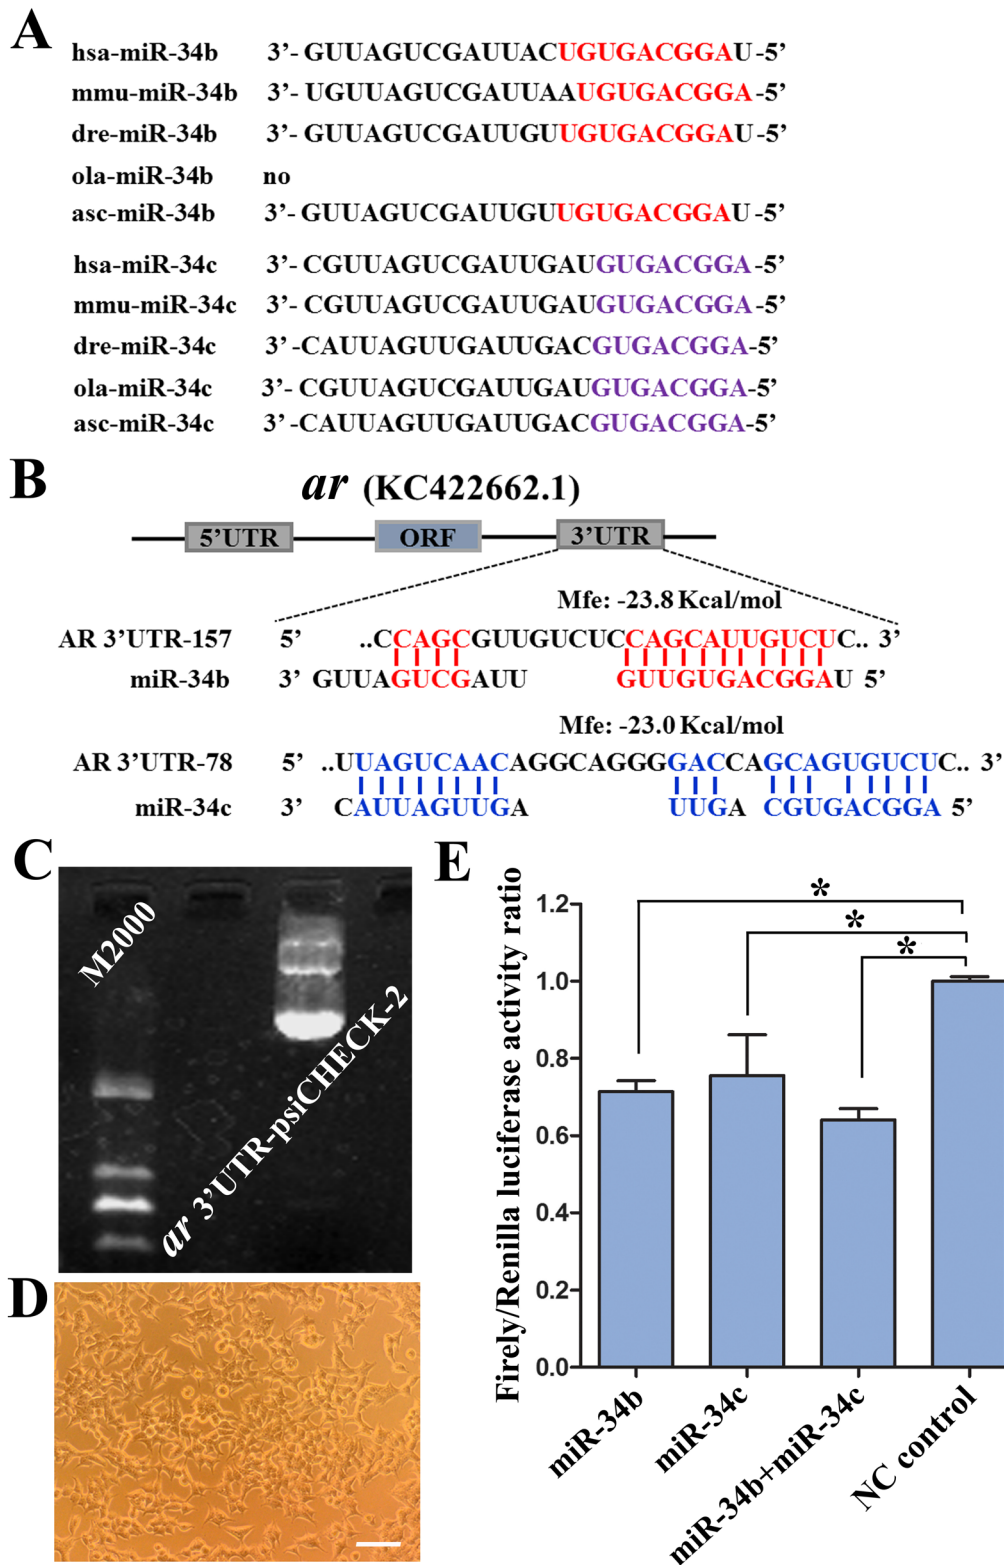 A
hsa-miR-34b 3’- GUUAGUCGAUUACUGUGACGGAU-5’
mmu-miR-34b 3’- UGUUAGUCGAUUAAUGUGACGGA -5’
dre-miR-34b 3’- GUUAGUCGAUUGUUGUGACGGAU -5’
ola-miR-34b no
asc-miR-34b 3’- GUUAGUCGAUUGUUGUGACGGAU -5’
hsa-miR-34c 3’- CGUUAGUCGAUUGAUGUGACGGA -5’
mmu-miR-34c 3’- CGUUAGUCGAUUGAUGUGACGGA -5’
dre-miR-34c 3’ -CAUUAGUUGAUUGACGUGACGGA-5’
ola-miR-34c 3’- CGUUAGUCGAUUGAUGUGACGGA -5’
asc-miR-34c 3’ -CAUUAGUUGAUUGACGUGACGGA-5’
B
ar (KC422662.1)
5’UTR ORF 3’UTR
Mfe: -23.8 Kcal/mol
AR 3’UTR-157 5’ ..CCAGCGUUGUCUCCAGCAUUGUCUC.. 3’
miR-34b 3’ GUUAGUCGAUU GUUGUGACGGAU 5’
Mfe: -23.0 Kcal/mol
AR 3’UTR-78 5’ ..UUAGUCAACAGGCAGGGGACCAGCAGUGUCUC.. 3’
miR-34c 3’ CAUUAGUUGA UUGA CGUGACGGA 5’
C
M2000
ar 3’UTR-psiCHECK-2
D
E
Firely/Renilla luciferase activity ratio
1.2
1.0
0.8
0.6
0.4
0.2
0.0
*
*
*
miR-34b
miR-34c
miR-34b+miR-34c
NC control